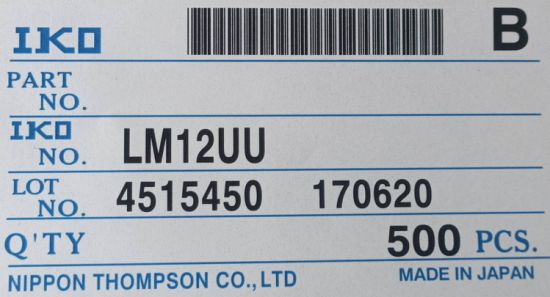 IKO B
PART
NO.
IKO
NO. LM12UU
LOT
NO. 4515450 170620
Q'TY 500 PCS.
NIPPON THOMPSON CO., LTD MADE IN JAPAN